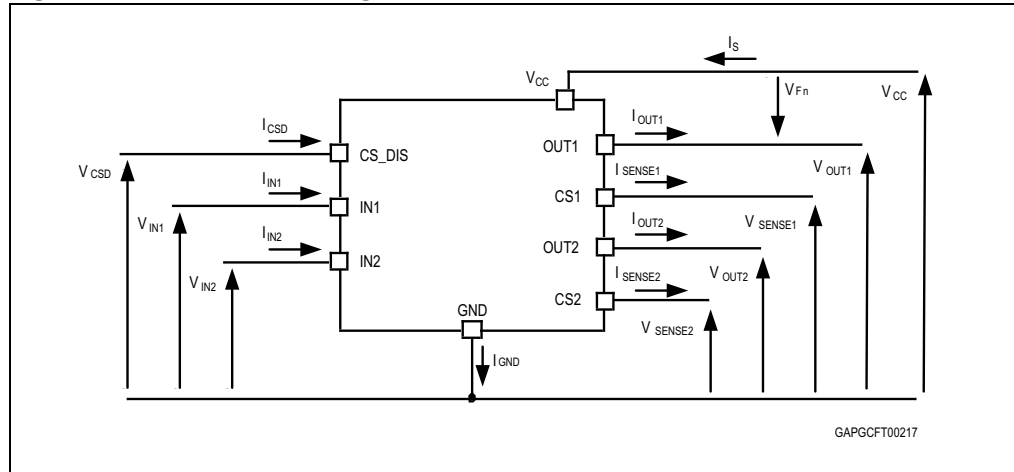 I S
V CC
V Fn
V CC
I CSD
I OUT1
CS_DIS
OUT1
V CSD
I IN1
I SENSE1
V OUT1
IN1
CS1
V IN1
I IN2
I OUT2
V SENSE1
IN2
OUT2
V IN2
I SENSE2
V OUT2
GND
CS2
V SENSE2
I GND
GAPGCFT00217